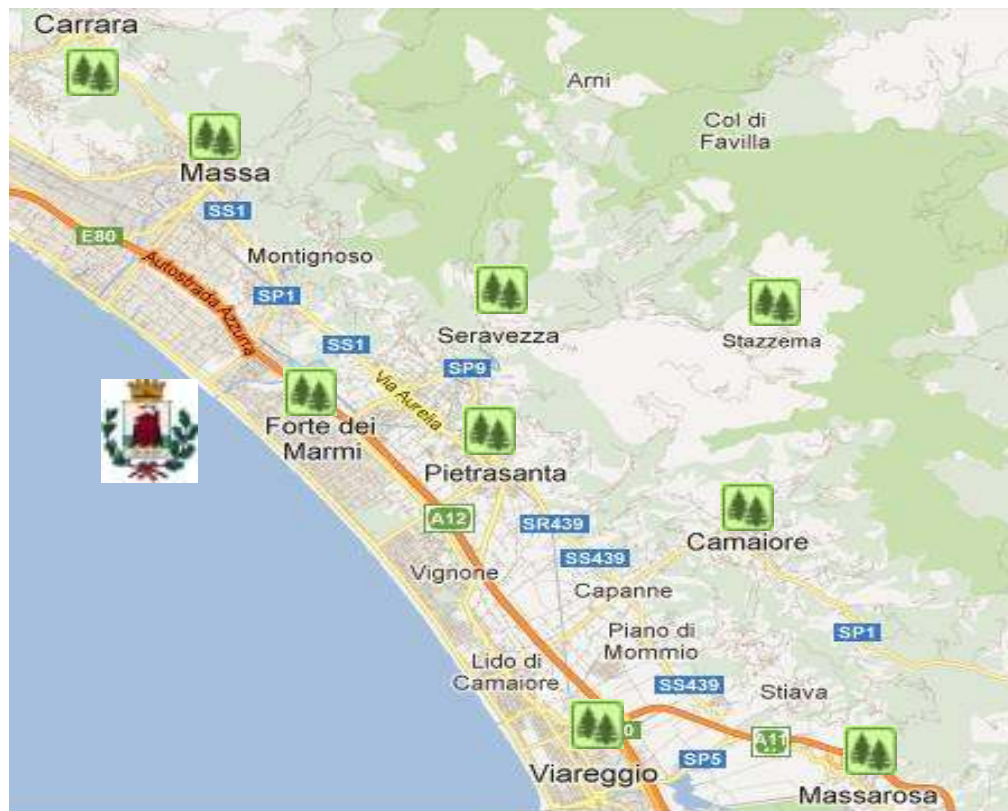 Carrara
Arni
Col di
Favilla
Massa
SS1
E80
Montignoso
Autostrada Azzurra
SP1
SS1
Seravezza
Stazzema
SP9
Via Aurelia
Forte dei
Marmi
Pietrasanta
A12
SR439
Camaiore
SS439
Vignone
Capanne
Piano di
Mommio
SP1
Lido di
Camaiore
SS439
Stiava
0
A11
SP5
Viareggio
Massarosa